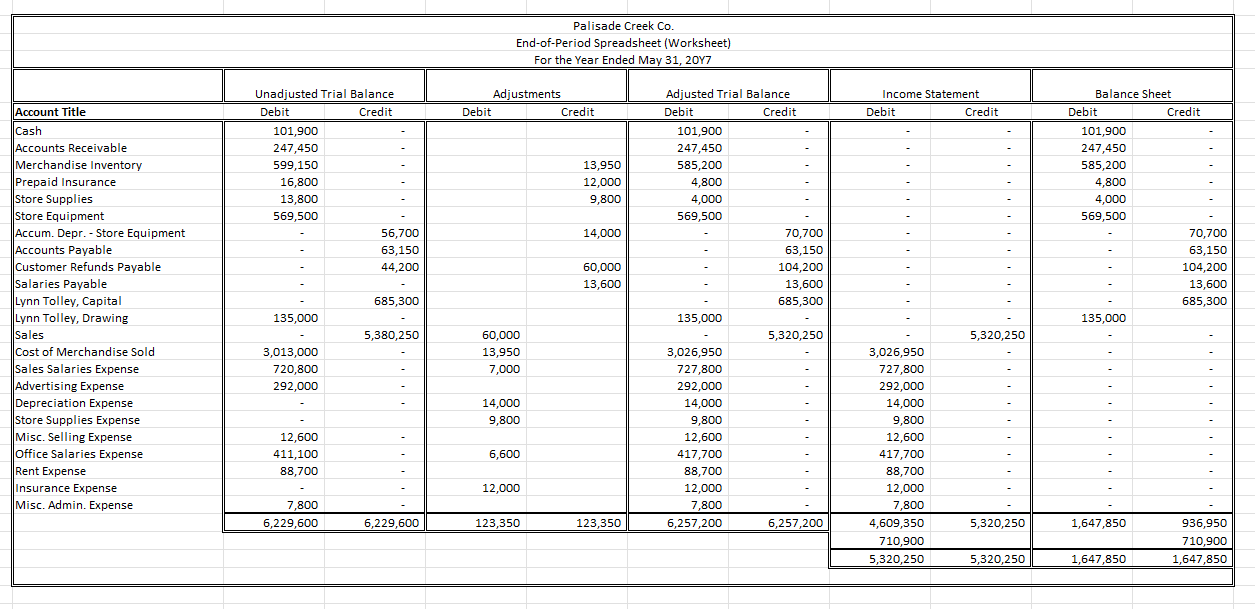 Palisade Creek Co.
End-of-Period Spreadsheet (Worksheet)
For the Year Ended May 31, 20Y7
Unadjusted Trial Balance Adjustments Adjusted Trial Balance Income Statement Balance Sheet
Account Title Debit Credit Debit Credit Debit Credit Debit Credit Debit Credit
Cash 101,900 - 101,900 - - - 101,900 -
Accounts Receivable 247,450 - 247,450 - - - 247,450 -
Merchandise Inventory 599,150 - 13,950 585,200 - - - 585,200 -
Prepaid Insurance 16,800 - 12,000 4,800 - - - 4,800 -
Store Supplies 13,800 - 9,800 4,000 - - - 4,000 -
Store Equipment 569,500 - 569,500 - - - 569,500 -
Accum. Depr. - Store Equipment - 56,700 14,000 - 70,700 - - - 70,700
Accounts Payable - 63,150 - 63,150 - - - 63,150
Customer Refunds Payable - 44,200 60,000 - 104,200 - - - 104,200
Salaries Payable - - 13,600 - 13,600 - - - 13,600
Lynn Tolley, Capital - 685,300 - 685,300 - - - 685,300
Lynn Tolley, Drawing 135,000 - 135,000 - - - 135,000
Sales - 5,380,250 60,000 - 5,320,250 - 5,320,250 - -
Cost of Merchandise Sold 3,013,000 - 13,950 3,026,950 - 3,026,950 - - -
Sales Salaries Expense 720,800 - 7,000 727,800 - 727,800 - - -
Advertising Expense 292,000 - 292,000 - 292,000 - - -
Depreciation Expense - - 14,000 14,000 - 14,000 - - -
Store Supplies Expense - 9,800 9,800 - 9,800 - - -
Misc. Selling Expense 12,600 - 12,600 - 12,600 - - -
Office Salaries Expense 411,100 - 6,600 417,700 - 417,700 - - -
Rent Expense 88,700 - 88,700 - 88,700 - - -
Insurance Expense - - 12,000 12,000 - 12,000 - - -
Misc. Admin. Expense 7,800 - 7,800 - 7,800 - - -
6,229,600 6,229,600 123,350 123,350 6,257,200 6,257,200 4,609,350 5,320,250 1,647,850 936,950
710,900 710,900
5,320,250 5,320,250 1,647,850 1,647,850